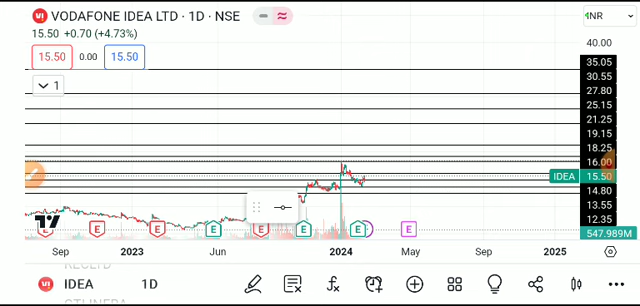 VODAFONE IDEA LTD · 1D · NSE
INR
15.50 +0.70 (+4.73%)
15.50 0.00 15.50
1
40.00
35.05
30.55
27.80
25.15
21.25
19.15
18.25
16.00
IDEA 15.50
14.80
13.55
12.35
547.989M
E E E E E E E E
Sep 2023 Jun 2024 May Sep 2025
RECLTD
IDEA 1D